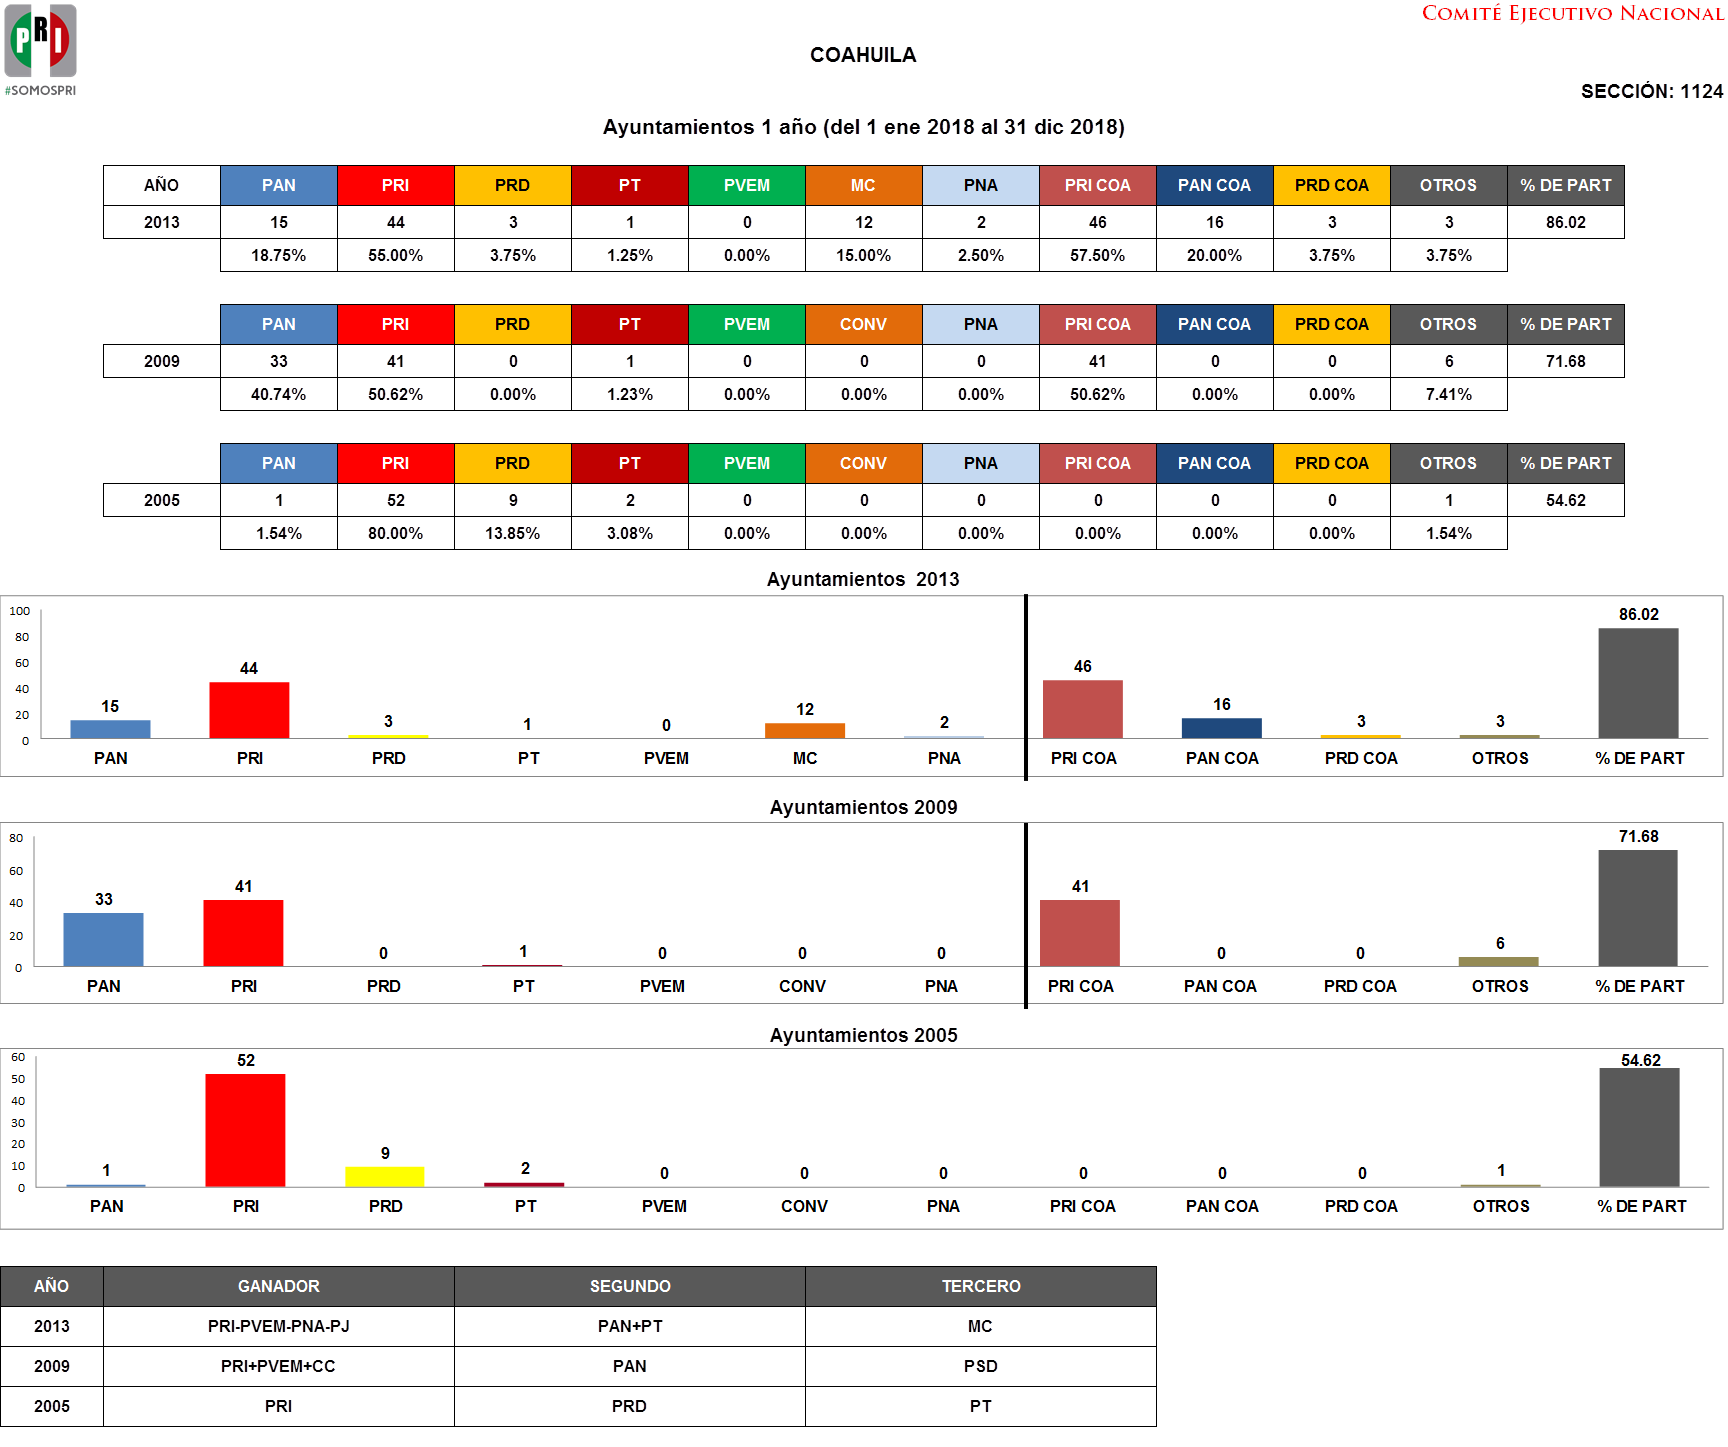 COMITÉ EJECUTIVO NACIONAL
PRI
#SOMOSPRI
COAHUILA
SECCIÓN: 1124
Ayuntamientos 1 año (del 1 ene 2018 al 31 dic 2018)
AÑO PAN PRI PRD PT PVEM MC PNA PRI COA PAN COA PRD COA OTROS % DE PART
2013 15 44 3 1 0 12 2 46 16 3 3 86.02
18.75% 55.00% 3.75% 1.25% 0.00% 15.00% 2.50% 57.50% 20.00% 3.75% 3.75%
PAN PRI PRD PT PVEM CONV PNA PRI COA PAN COA PRD COA OTROS % DE PART
2009 33 41 0 1 0 0 0 41 0 0 6 71.68
40.74% 50.62% 0.00% 1.23% 0.00% 0.00% 0.00% 50.62% 0.00% 0.00% 7.41%
PAN PRI PRD PT PVEM CONV PNA PRI COA PAN COA PRD COA OTROS % DE PART
2005 1 52 9 2 0 0 0 0 0 0 1 54.62
1.54% 80.00% 13.85% 3.08% 0.00% 0.00% 0.00% 0.00% 0.00% 0.00% 1.54%
Ayuntamientos 2013
100
80
60
40
20
0
15 44 3 1 0 12 2 46 16 3 3 86.02
PAN PRI PRD PT PVEM MC PNA PRI COA PAN COA PRD COA OTROS % DE PART
Ayuntamientos 2009
80
60
40
20
0
33 41 0 1 0 0 0 41 0 0 6 71.68
PAN PRI PRD PT PVEM CONV PNA PRI COA PAN COA PRD COA OTROS % DE PART
Ayuntamientos 2005
60
50
40
30
20
10
0
1 52 9 2 0 0 0 0 0 0 1 54.62
PAN PRI PRD PT PVEM CONV PNA PRI COA PAN COA PRD COA OTROS % DE PART
AÑO GANADOR SEGUNDO TERCERO
2013 PRI-PVEM-PNA-PJ PAN+PT MC
2009 PRI+PVEM+CC PAN PSD
2005 PRI PRD PT